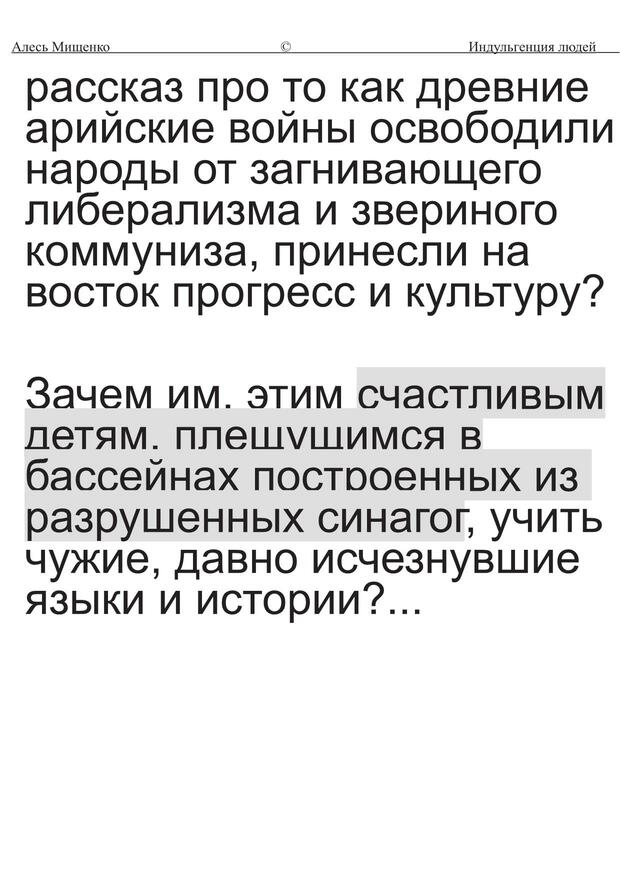 Алесь Мищенко © Индульгенция людей
рассказ про то как древние
арийские войны освободили
народы от загнивающего
либерализма и звериного
коммуниза, принесли на
восток прогресс и культуру?
Зачем им, этим счастливым
детям, плещущимся в
бассейнах построенных из
разрушенных синагог, учить
чужие, давно исчезнувшие
языки и истории?...